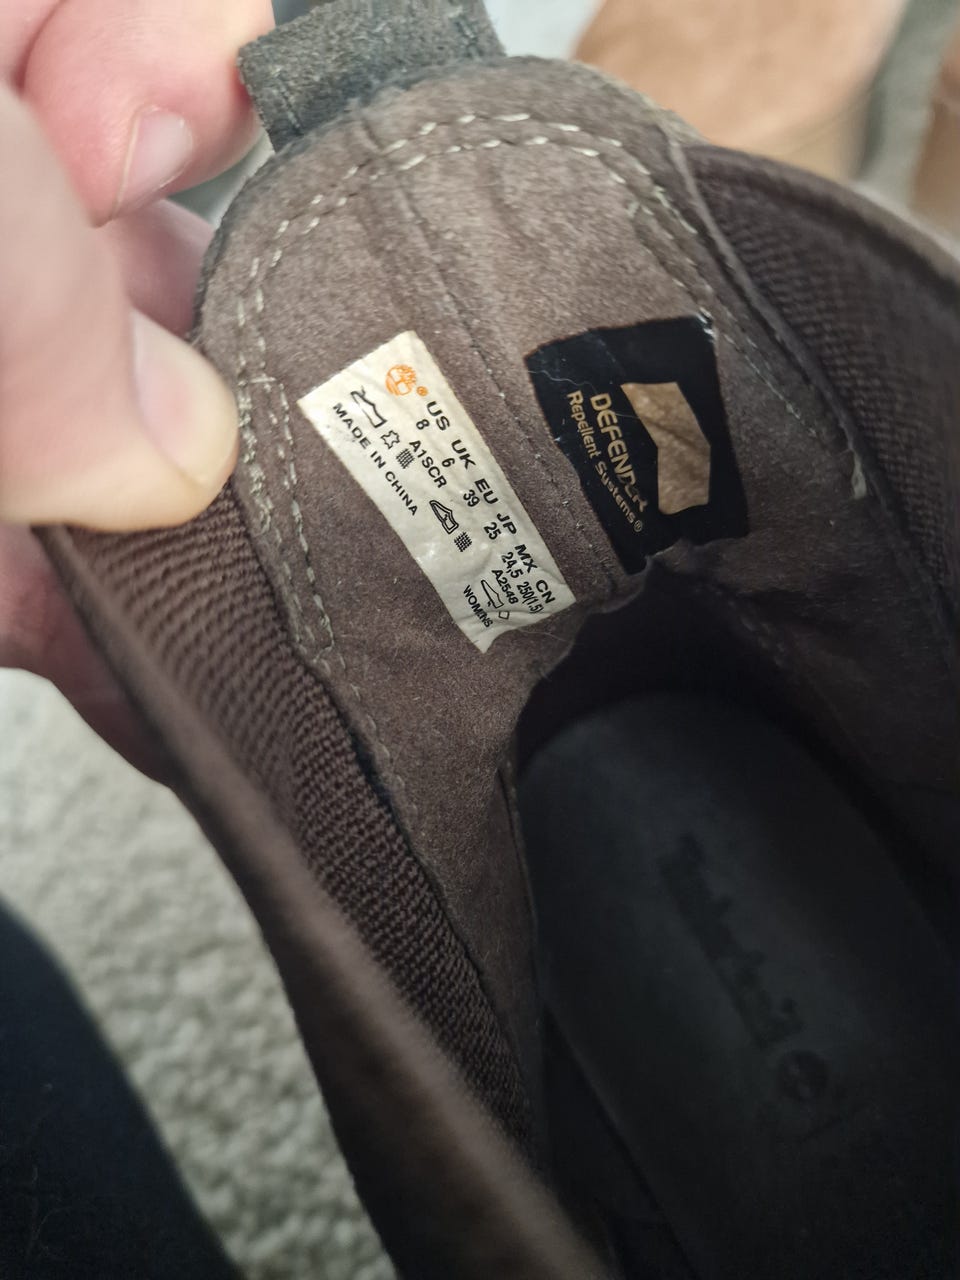 US UK EU JP MX CN
8 6 39 25 24,5 250(1.5)
A1SCR A2548
MADE IN CHINA
WOMENS
DEFENDER
Repellent Systems®
Timberland